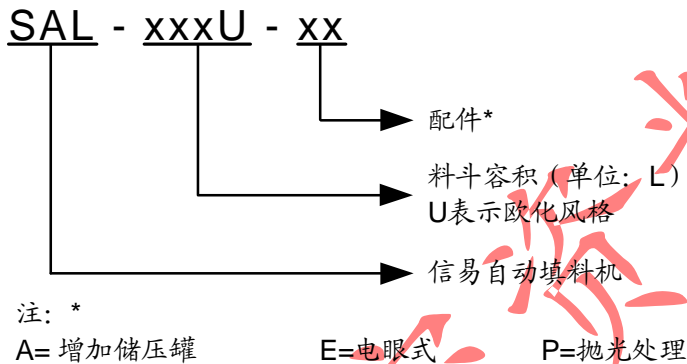 SAL - xxxU - xx
配件*
料斗容积（单位：L）
U表示欧化风格
信易自动填料机
注：*
A= 增加储压罐 E=电眼式 P=抛光处理